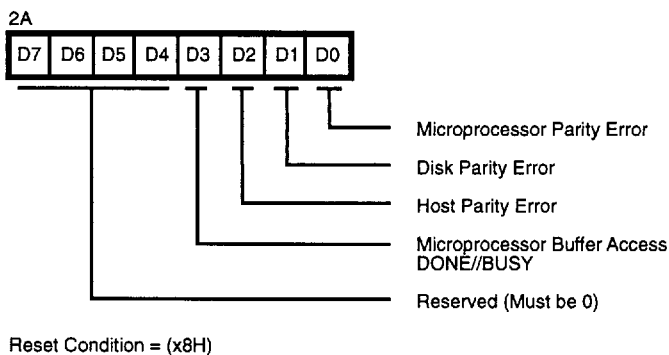 2A
D7 D6 D5 D4 D3 D2 D1 D0
Microprocessor Parity Error
Disk Parity Error
Host Parity Error
Microprocessor Buffer Access
DONE//BUSY
Reserved (Must be 0)
Reset Condition = (x8H)